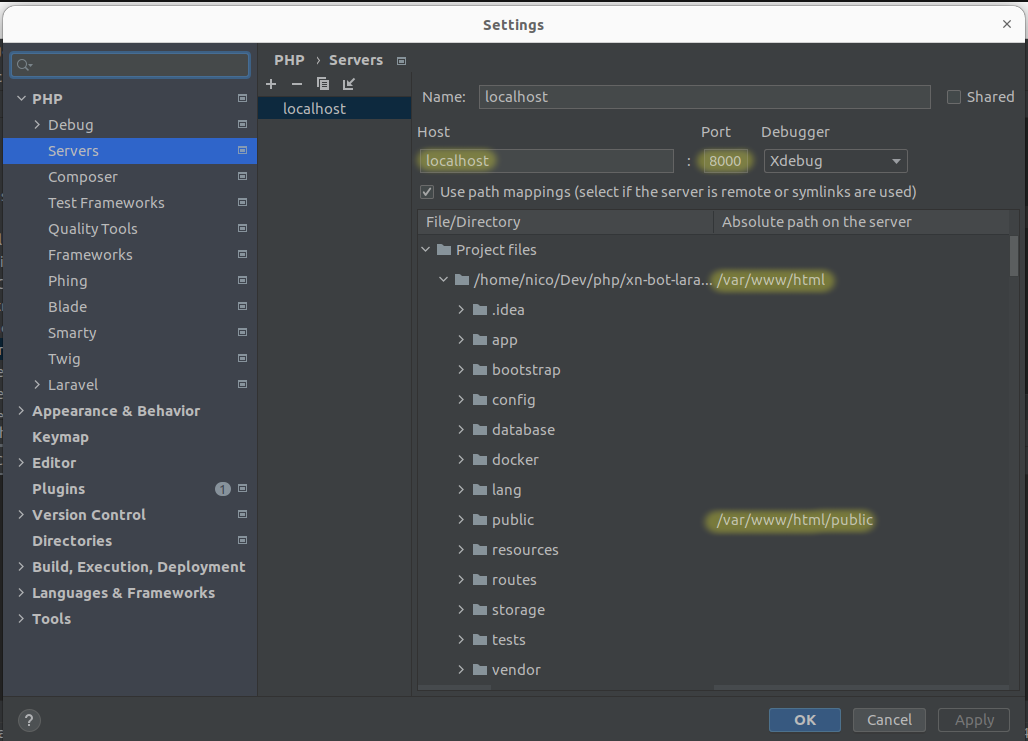 Settings
PHP
Debug
Servers
Composer
Test Frameworks
Quality Tools
Frameworks
Phing
Blade
Smarty
Twig
Laravel
Appearance & Behavior
Keymap
Editor
Plugins 1
Version Control
Directories
Build, Execution, Deployment
Languages & Frameworks
Tools
PHP › Servers
localhost
Name: localhost Shared
Host Port Debugger
localhost : 8000 Xdebug
Use path mappings (select if the server is remote or symlinks are used)
File/Directory Absolute path on the server
Project files
/home/nico/Dev/php/xn-bot-lara... /var/www/html
.idea
app
bootstrap
config
database
docker
lang
public /var/www/html/public
resources
routes
storage
tests
vendor
? OK Cancel Apply